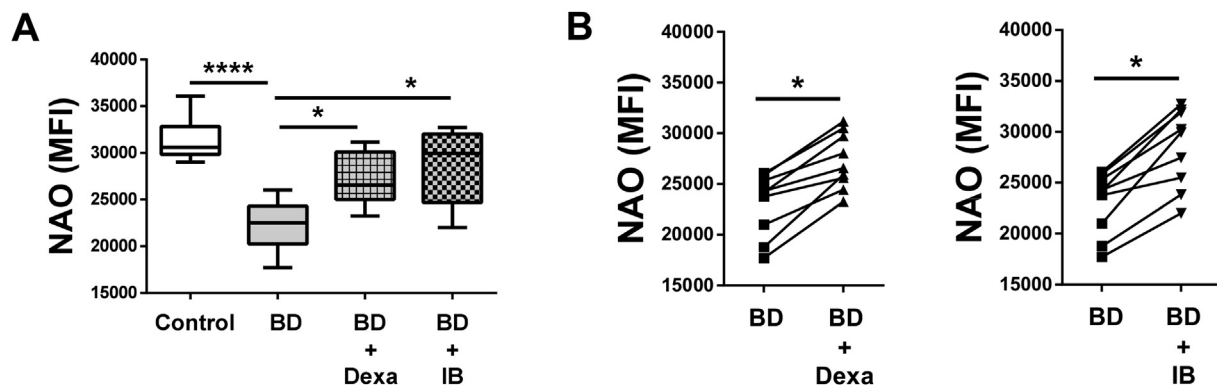 A
NAO (MFI)
40000
35000
30000
25000
20000
15000
****
*
*
Control
BD
BD
+
Dexa
BD
+
IB
B
NAO (MFI)
40000
35000
30000
25000
20000
15000
*
BD
BD
+
Dexa
NAO (MFI)
40000
35000
30000
25000
20000
15000
*
BD
BD
+
IB